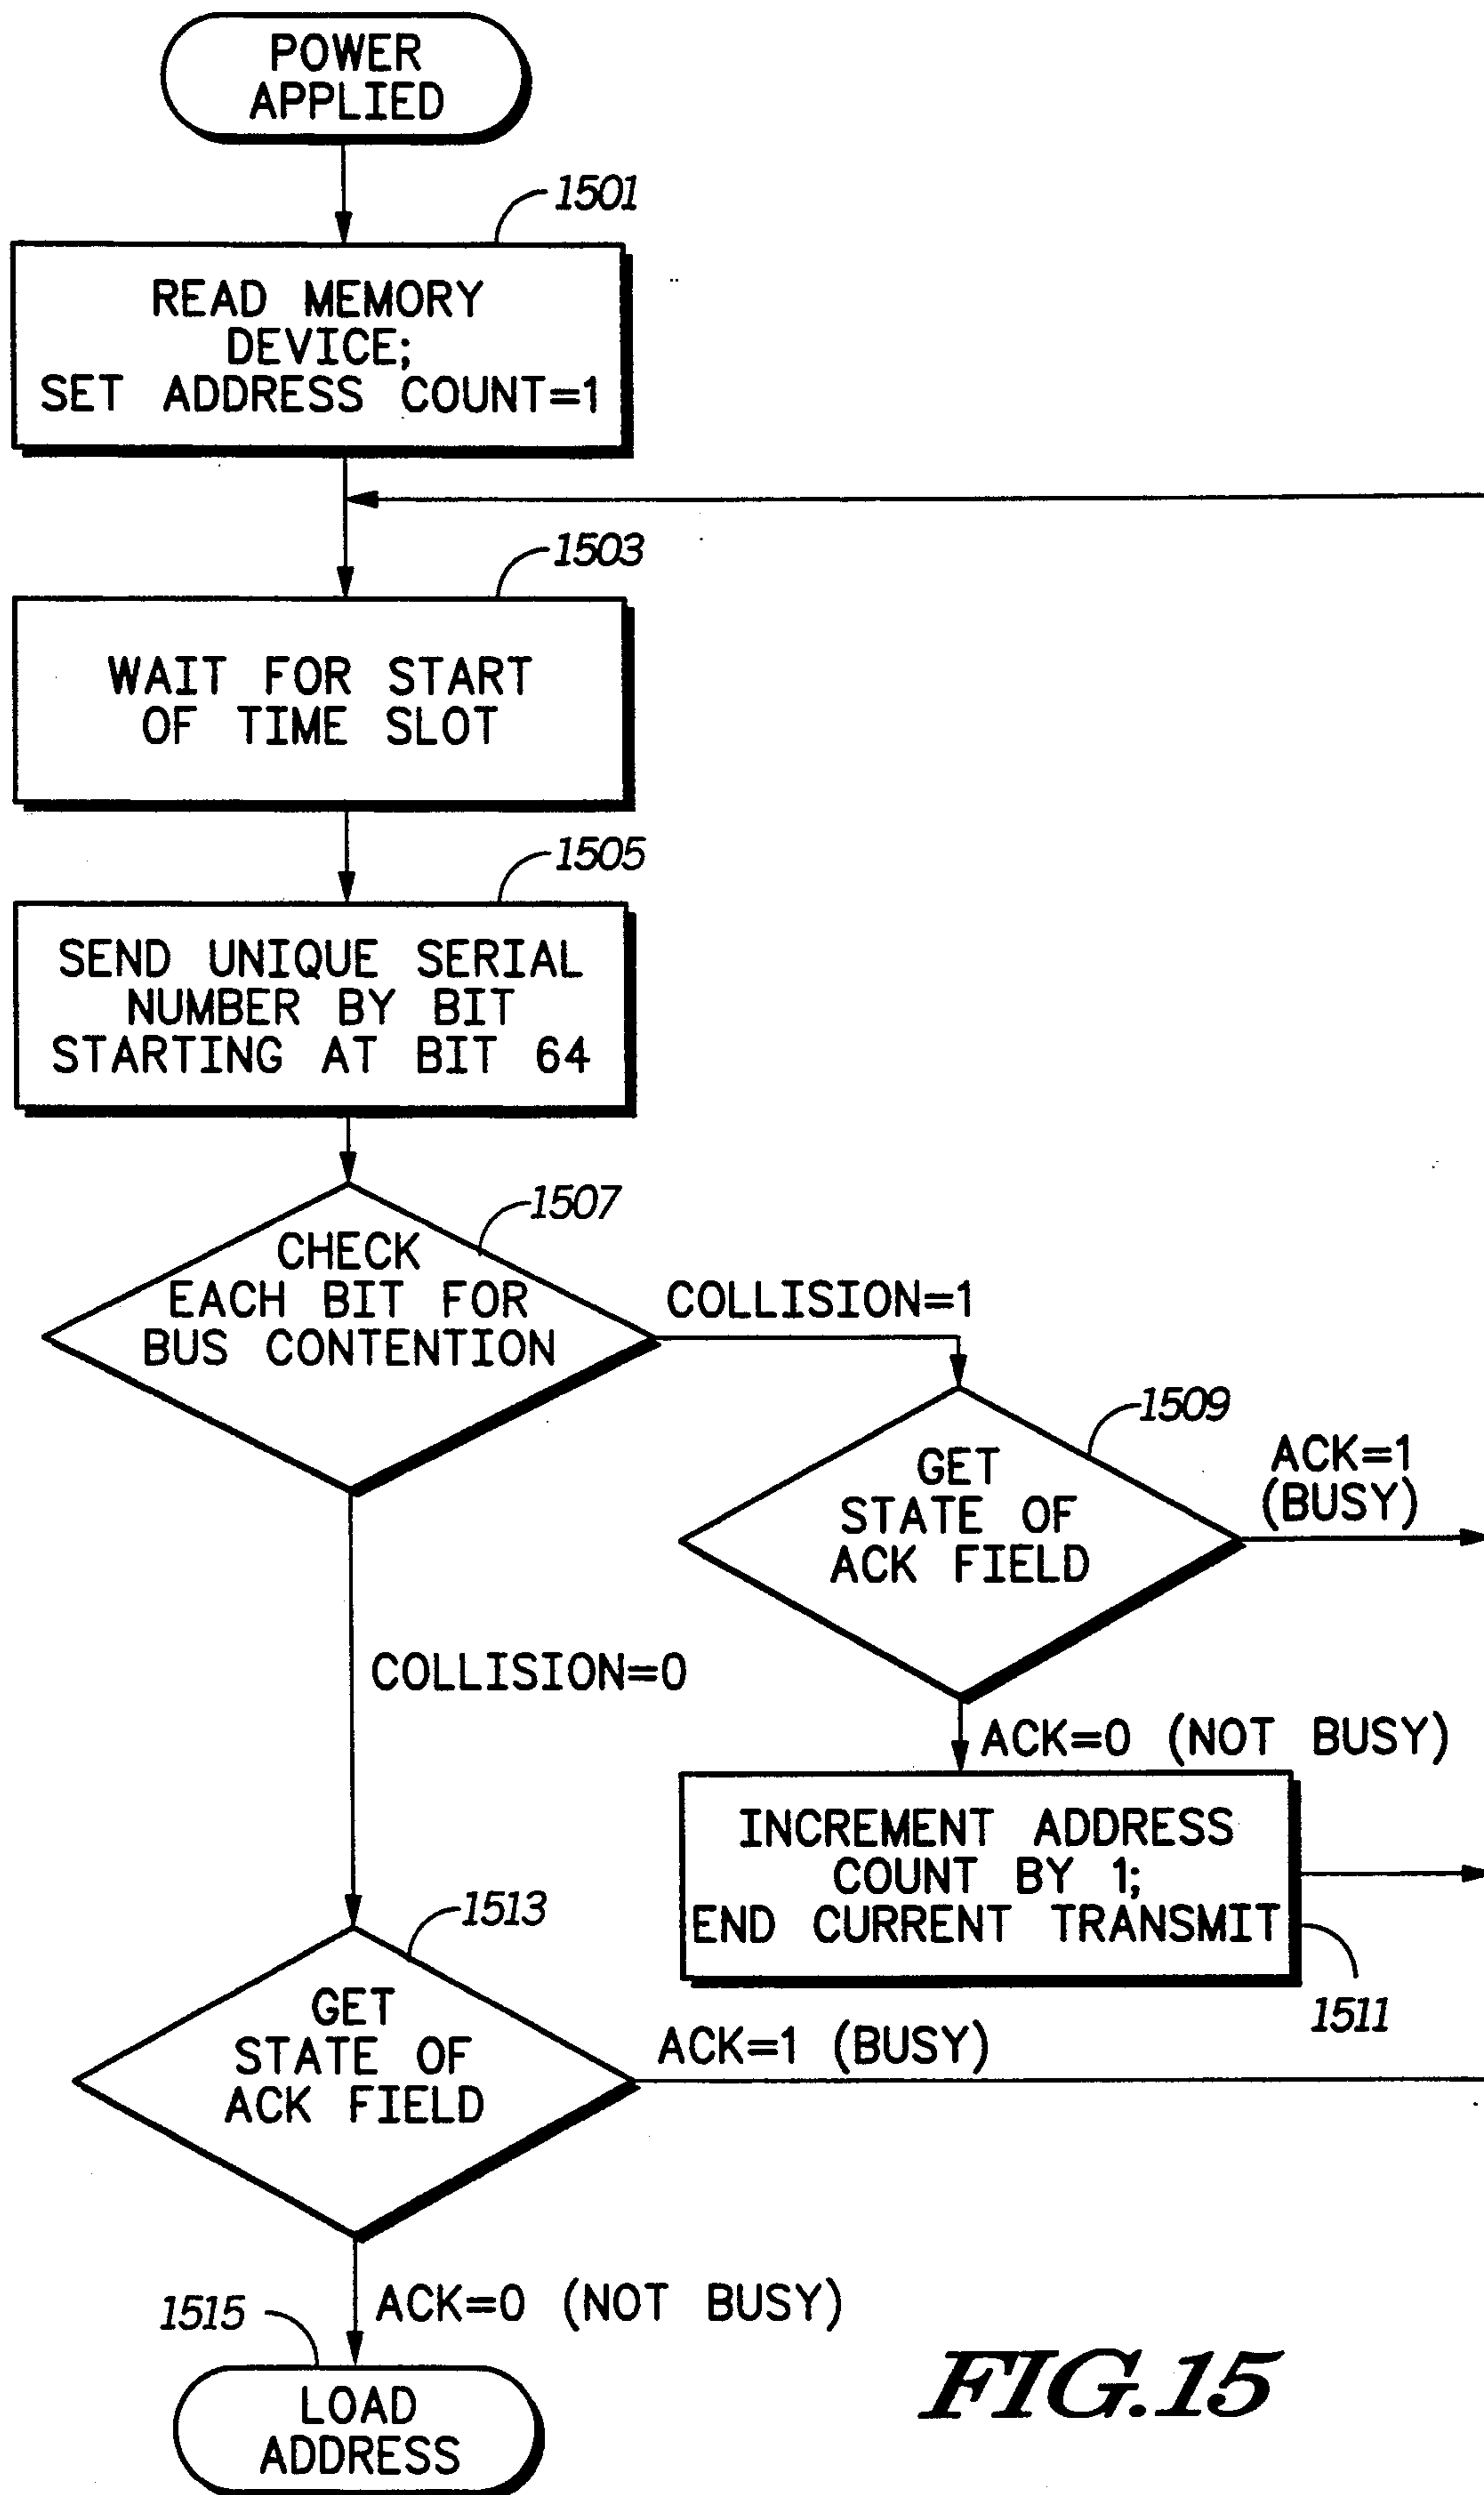 POWER
APPLIED
1501
READ MEMORY
DEVICE;
SET ADDRESS COUNT=1
1503
WAIT FOR START
OF TIME SLOT
1505
SEND UNIQUE SERIAL
NUMBER BY BIT
STARTING AT BIT 64
1507
CHECK
EACH BIT FOR
BUS CONTENTION
COLLISION=1
1509
GET
STATE OF
ACK FIELD
ACK=1
(BUSY)
COLLISION=0
ACK=0 (NOT BUSY)
INCREMENT ADDRESS
COUNT BY 1;
END CURRENT TRANSMIT
1511
1513
GET
STATE OF
ACK FIELD
ACK=1 (BUSY)
ACK=0 (NOT BUSY)
1515
LOAD
ADDRESS
FIG.15